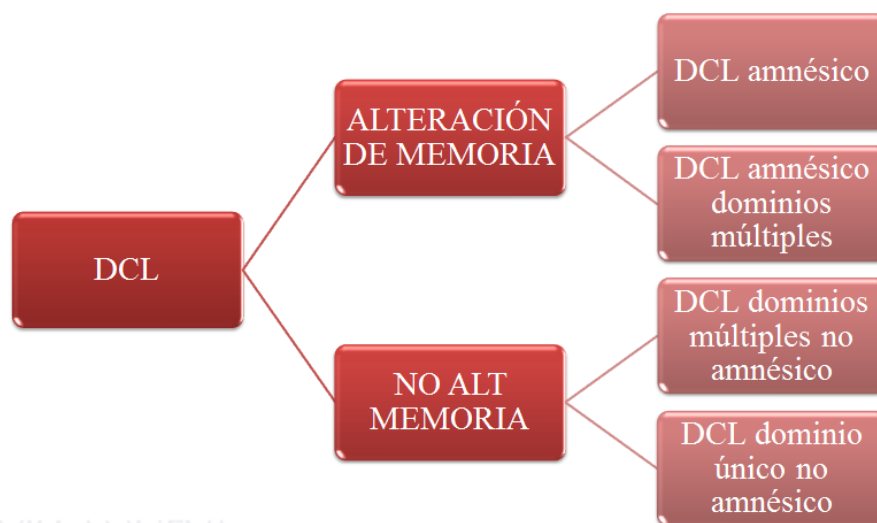 DCL
ALTERACIÓN
DE MEMORIA
NO ALT
MEMORIA
DCL amnésico
DCL amnésico
dominios
múltiples
DCL dominios
múltiples no
amnésico
DCL dominio
único no
amnésico